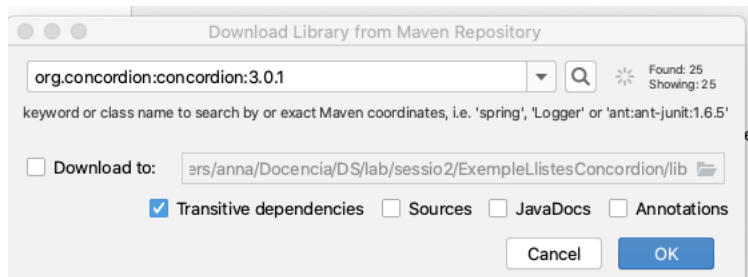 Download Library from Maven Repository
org.concordion:concordion:3.0.1
Found: 25
Showing: 25
keyword or class name to search by or exact Maven coordinates, i.e. 'spring', 'Logger' or 'ant:ant-junit:1.6.5'
Download to: ers/anna/Docencia/DS/lab/sessio2/ExempleLlistesConcordion/lib
Transitive dependencies Sources JavaDocs Annotations
Cancel OK